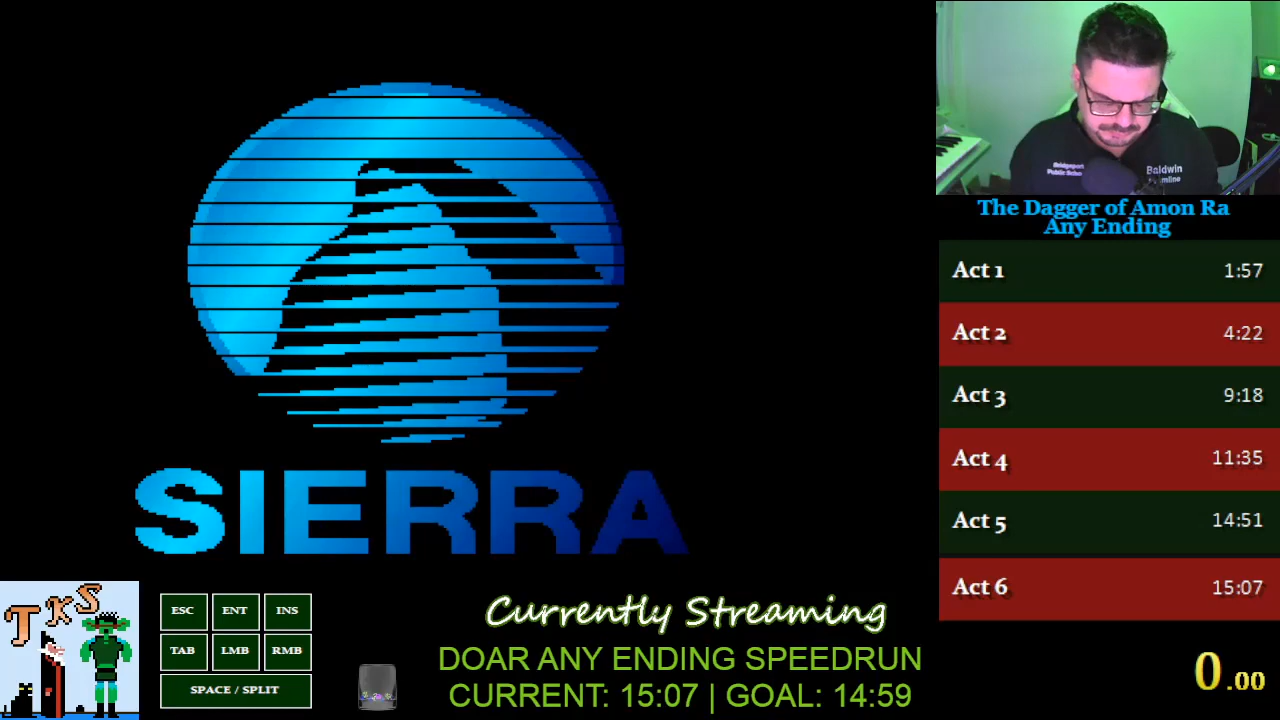 SIERRA
Baldwin
The Dagger of Amon Ra
Any Ending
Act 1 1:57
Act 2 4:22
Act 3 9:18
Act 4 11:35
Act 5 14:51
Act 6 15:07
0.00
TKS
ESC ENT INS
TAB LMB RMB
SPACE / SPLIT
Currently Streaming
DOAR ANY ENDING SPEEDRUN
CURRENT: 15:07 | GOAL: 14:59